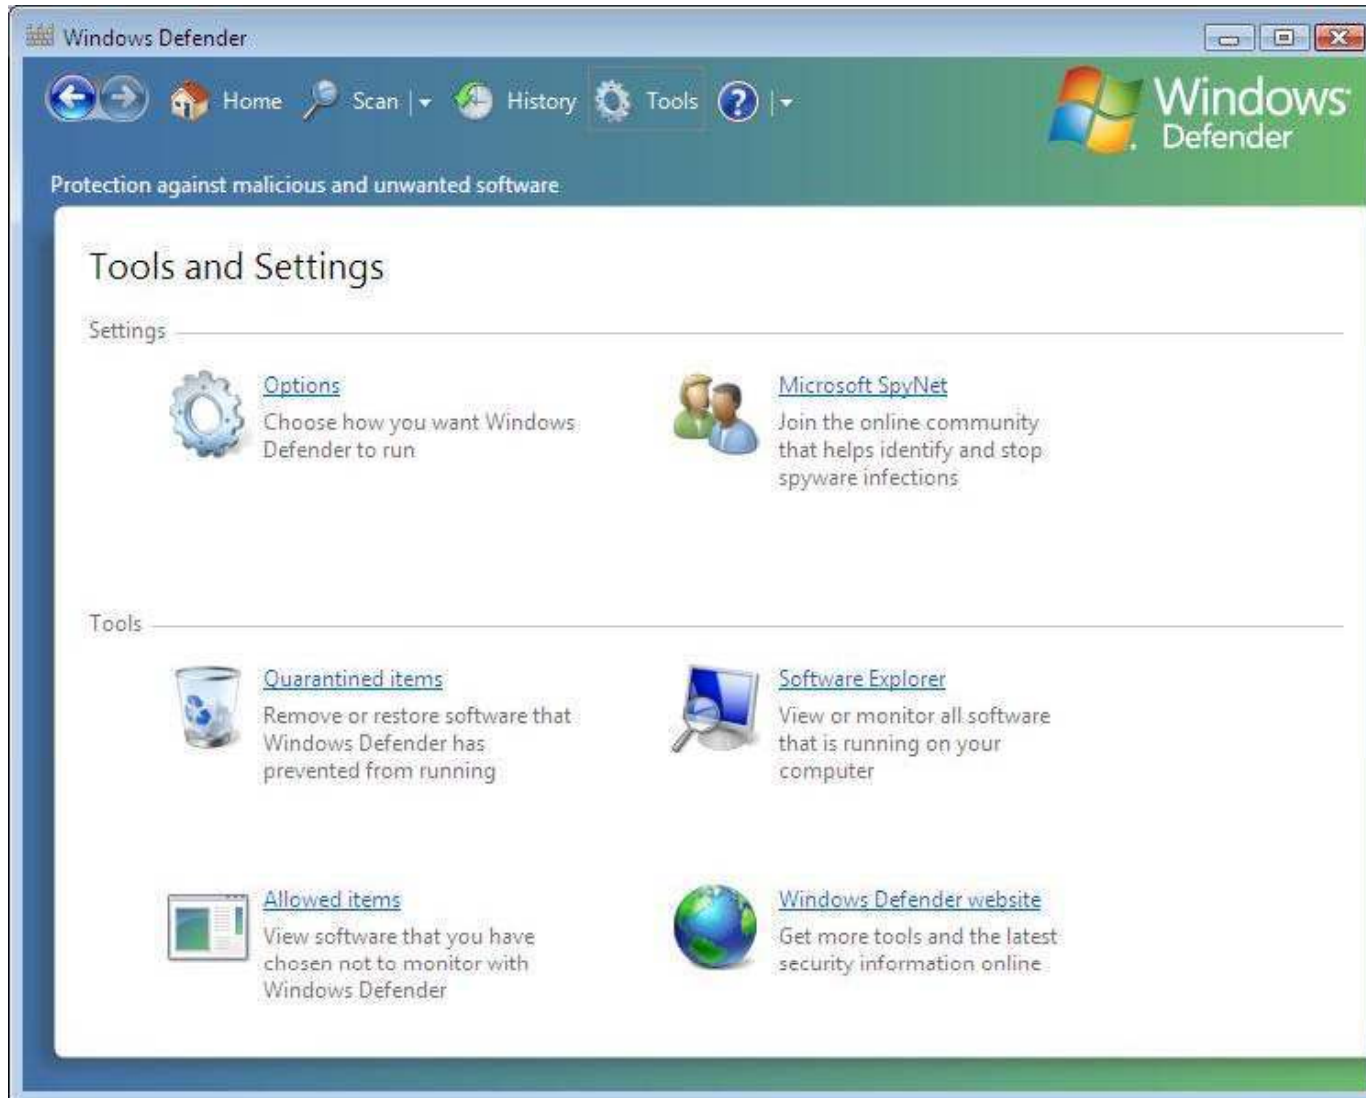 Windows Defender
Home Scan History Tools
Windows
Defender
Protection against malicious and unwanted software
Tools and Settings
Settings
Options
Choose how you want Windows
Defender to run
Microsoft SpyNet
Join the online community
that helps identify and stop
spyware infections
Tools
Quarantined items
Remove or restore software that
Windows Defender has
prevented from running
Software Explorer
View or monitor all software
that is running on your
computer
Allowed items
View software that you have
chosen not to monitor with
Windows Defender
Windows Defender website
Get more tools and the latest
security information online